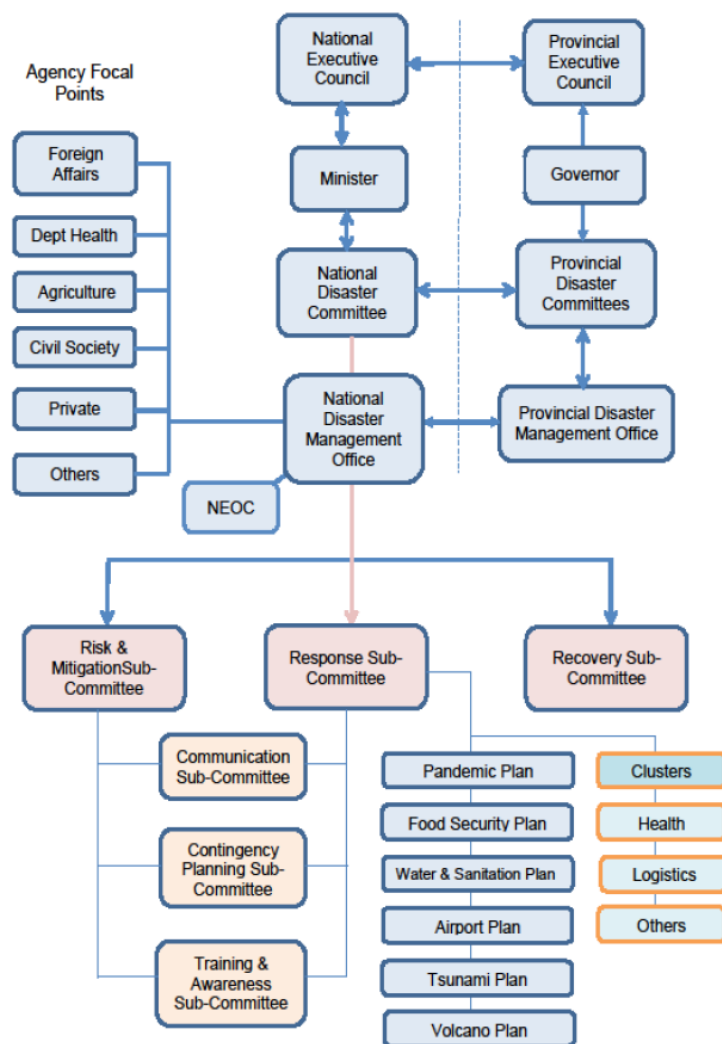 Agency Focal
Points
Foreign
Affairs
Dept Health
Agriculture
Civil Society
Private
Others
National
Executive
Council
Provincial
Executive
Council
Minister
Governor
National
Disaster
Committee
Provincial
Disaster
Committees
National
Disaster
Management
Office
Provincial Disaster
Management Office
NEOC
Risk &
MitigationSub-
Committee
Response Sub-
Committee
Recovery Sub-
Committee
Communication
Sub-Committee
Contingency
Planning Sub-
Committee
Training &
Awareness
Sub-Committee
Pandemic Plan
Food Security Plan
Water & Sanitation Plan
Airport Plan
Tsunami Plan
Volcano Plan
Clusters
Health
Logistics
Others